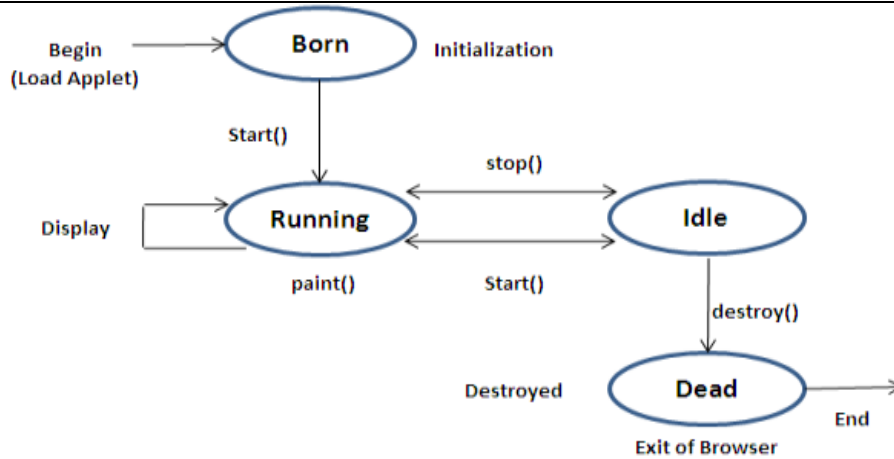 Begin
(Load Applet)
Born
Initialization
Start()
stop()
Display
Running
Idle
paint()
Start()
destroy()
Destroyed
Dead
End
Exit of Browser